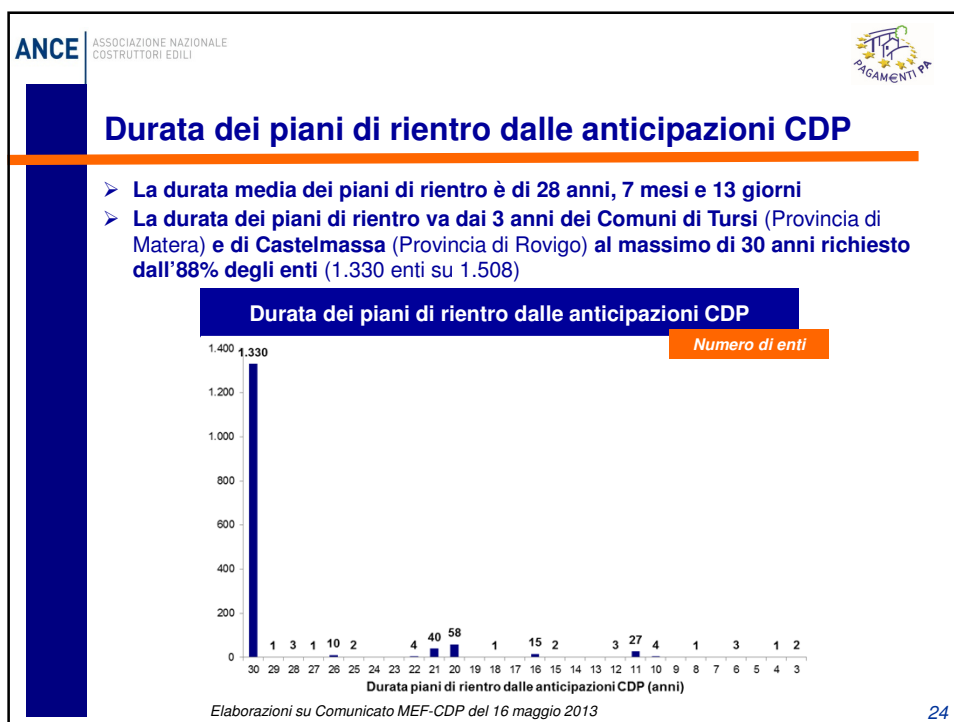 ANCE
ASSOCIAZIONE NAZIONALE
COSTRUTTORI EDILI
PAGAM€NTI PA
Durata dei piani di rientro dalle anticipazioni CDP
➢ La durata media dei piani di rientro è di 28 anni, 7 mesi e 13 giorni
➢ La durata dei piani di rientro va dai 3 anni dei Comuni di Tursi (Provincia di
Matera) e di Castelmassa (Provincia di Rovigo) al massimo di 30 anni richiesto
dall'88% degli enti (1.330 enti su 1.508)
Durata dei piani di rientro dalle anticipazioni CDP
Numero di enti
1.400
1.330
1.200
1.000
800
600
400
200
0
1 3 1 10 2 4 40 58 1 15 2 3 27 4 1 3 1 2
30 29 28 27 26 25 24 23 22 21 20 19 18 17 16 15 14 13 12 11 10 9 8 7 6 5 4 3
Durata piani di rientro dalle anticipazioni CDP (anni)
Elaborazioni su Comunicato MEF-CDP del 16 maggio 2013
24